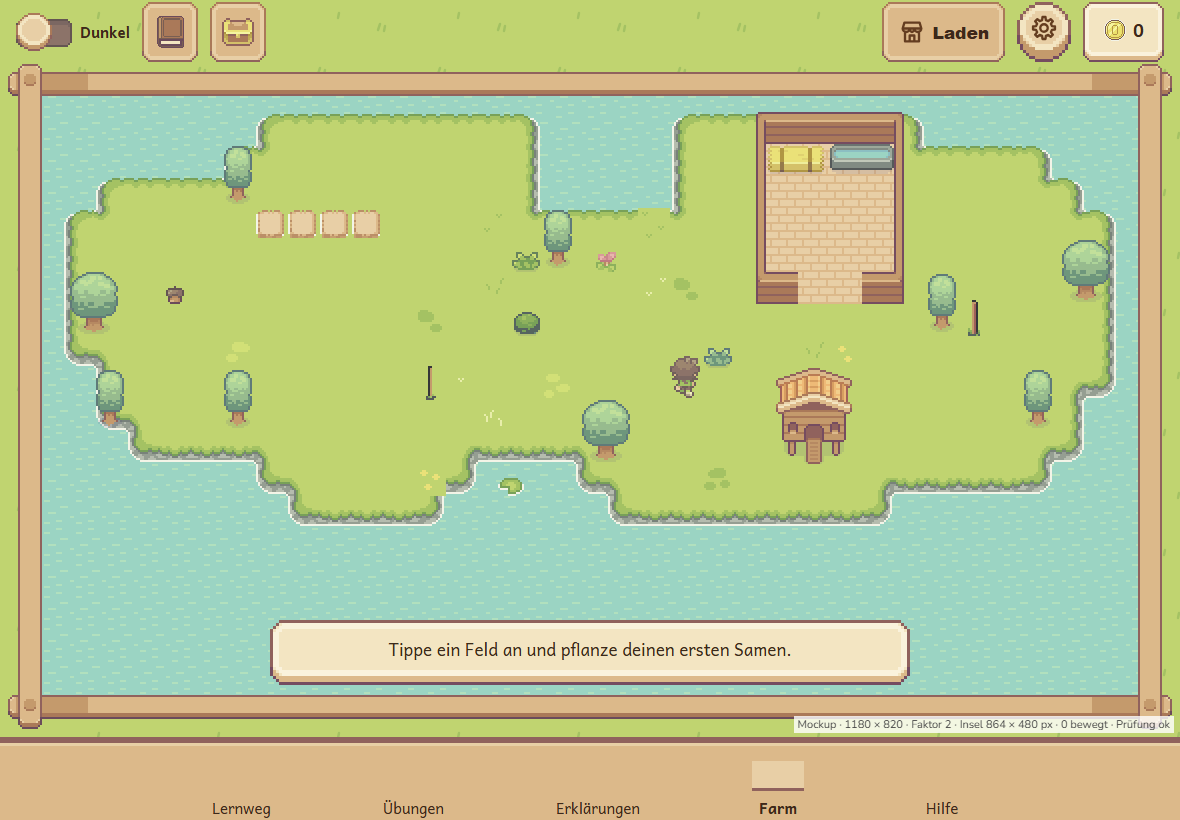 Dunkel
Laden
0
Tippe ein Feld an und pflanze deinen ersten Samen.
Mockup · 1180 × 820 · Faktor 2 · Insel 864 × 480 px · 0 bewegt · Prüfung ok
Lernweg
Übungen
Erklärungen
Farm
Hilfe